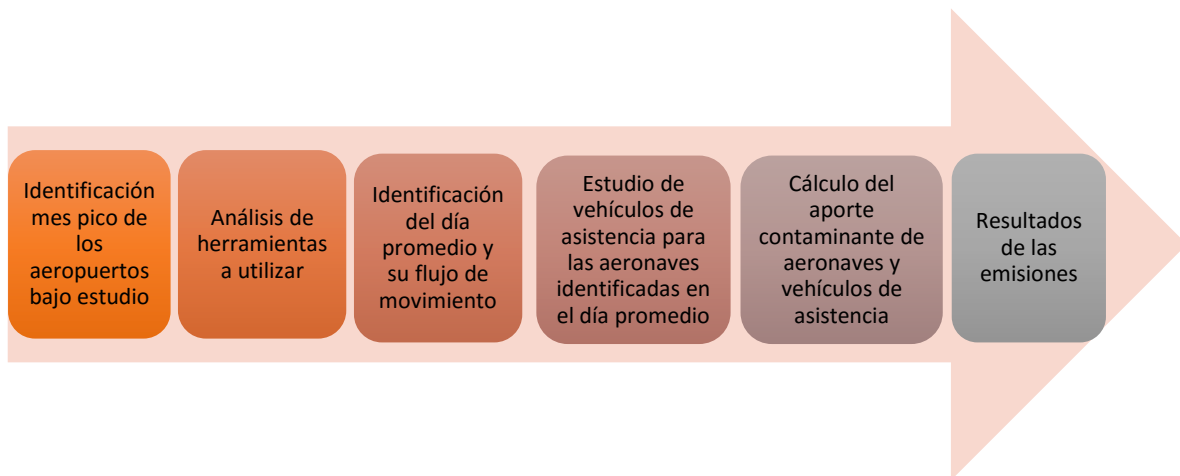 Identificación
mes pico de
los
aeropuertos
bajo estudio
Análisis de
herramientas
a utilizar
Identificación
del día
promedio y
su flujo de
movimiento
Estudio de
vehículos de
asistencia para
las aeronaves
identificadas en
el día promedio
Cálculo del
aporte
contaminante de
aeronaves y
vehículos de
asistencia
Resultados
de las
emisiones